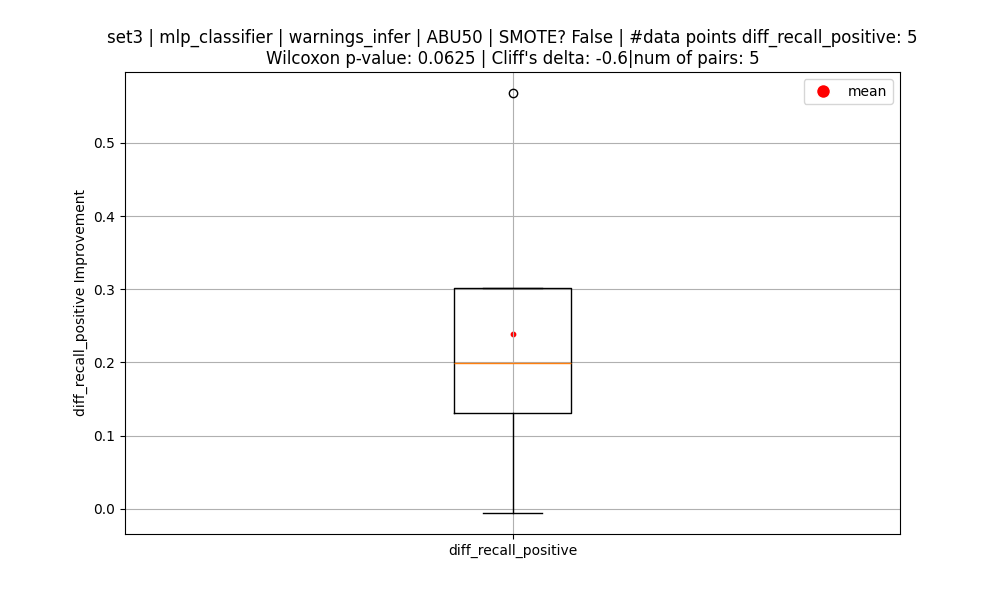 set3 | mlp_classifier | warnings_infer | ABU50 | SMOTE? False | #data points diff_recall_positive: 5
Wilcoxon p-value: 0.0625 | Cliff's delta: -0.6|num of pairs: 5
mean
0.5
0.4
0.3
0.2
0.1
0.0
diff_recall_positive Improvement
diff_recall_positive